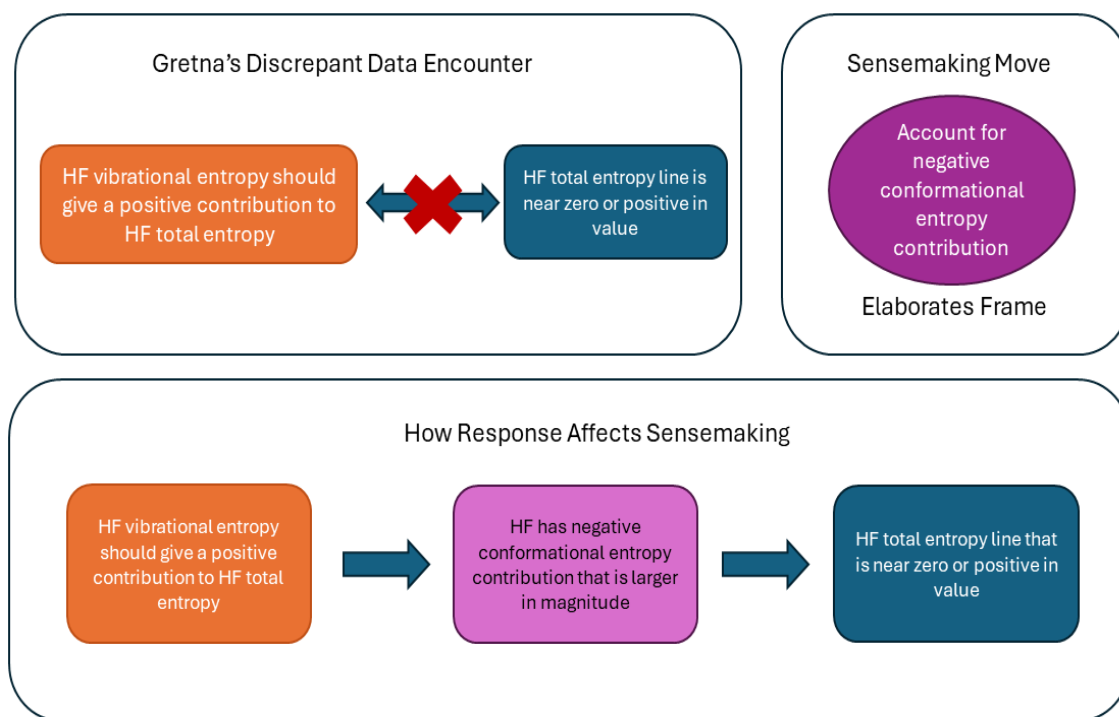 Gretna’s Discrepant Data Encounter
HF vibrational entropy should
give a positive contribution to
HF total entropy
HF total entropy line is
near zero or positive in
value
Sensemaking Move
Account for
negative
conformational
entropy
contribution
Elaborates Frame
How Response Affects Sensemaking
HF vibrational entropy
should give a positive
contribution to HF total
entropy
HF has negative
conformational entropy
contribution that is larger
in magnitude
HF total entropy line that
is near zero or positive in
value